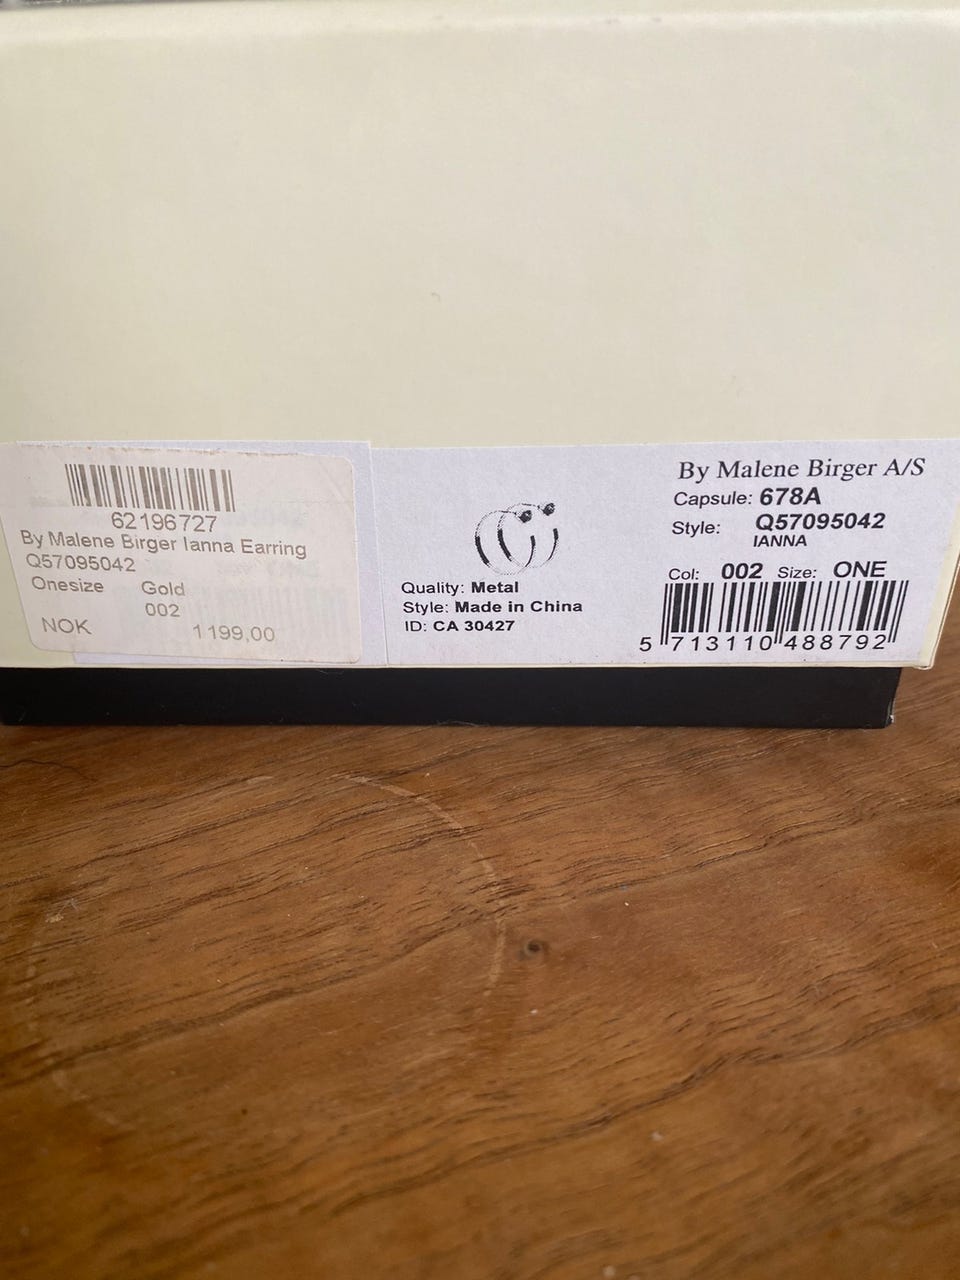 62196727
By Malene Birger Ianna Earring
Q57095042
Onesize Gold
002
NOK 1199,00
Quality: Metal
Style: Made in China
ID: CA 30427
By Malene Birger A/S
Capsule: 678A
Style: Q57095042
IANNA
Col: 002 Size: ONE
5 713110 488792